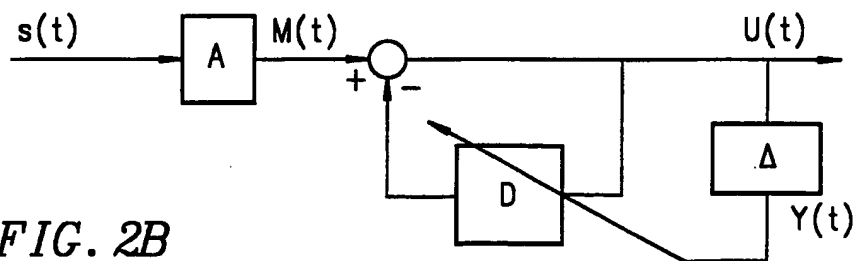 s(t)
A
M(t)
+
-
U(t)
D
Δ
Y(t)
FIG. 2B